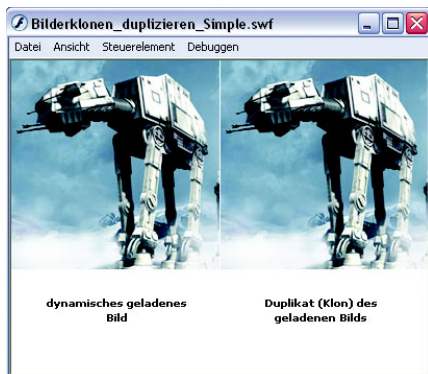 Bilderklonen_duplizieren_Simple.swf
Datei Ansicht Steuerelement Debuggen
dynamisches geladenes
Bild
Duplikat (Klon) des
geladenen Bilds